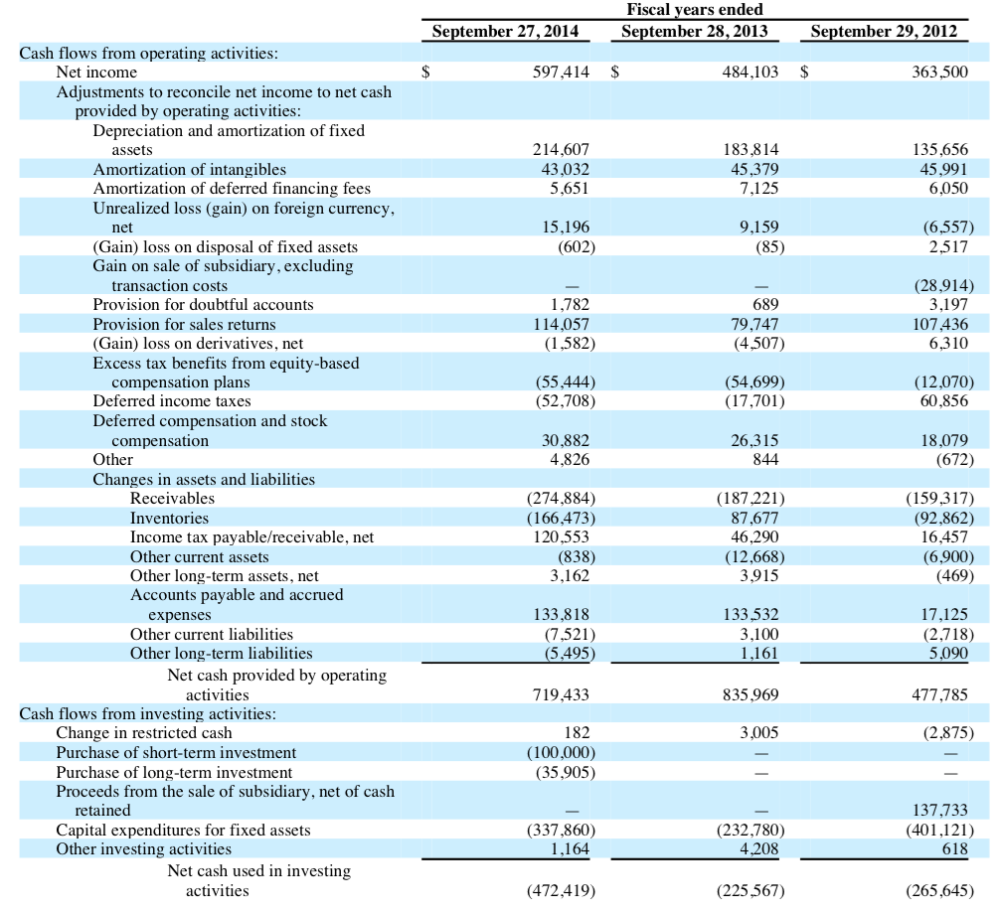 Fiscal years ended
September 27, 2014 September 28, 2013 September 29, 2012
Cash flows from operating activities:
Net income $ 597,414 $ 484,103 $ 363,500
Adjustments to reconcile net income to net cash
provided by operating activities:
Depreciation and amortization of fixed
assets 214,607 183,814 135,656
Amortization of intangibles 43,032 45,379 45,991
Amortization of deferred financing fees 5,651 7,125 6,050
Unrealized loss (gain) on foreign currency,
net 15,196 9,159 (6,557)
(Gain) loss on disposal of fixed assets (602) (85) 2,517
Gain on sale of subsidiary, excluding
transaction costs — — (28,914)
Provision for doubtful accounts 1,782 689 3,197
Provision for sales returns 114,057 79,747 107,436
(Gain) loss on derivatives, net (1,582) (4,507) 6,310
Excess tax benefits from equity-based
compensation plans (55,444) (54,699) (12,070)
Deferred income taxes (52,708) (17,701) 60,856
Deferred compensation and stock
compensation 30,882 26,315 18,079
Other 4,826 844 (672)
Changes in assets and liabilities
Receivables (274,884) (187,221) (159,317)
Inventories (166,473) 87,677 (92,862)
Income tax payable/receivable, net 120,553 46,290 16,457
Other current assets (838) (12,668) (6,900)
Other long-term assets, net 3,162 3,915 (469)
Accounts payable and accrued
expenses 133,818 133,532 17,125
Other current liabilities (7,521) 3,100 (2,718)
Other long-term liabilities (5,495) 1,161 5,090
Net cash provided by operating
activities 719,433 835,969 477,785
Cash flows from investing activities:
Change in restricted cash 182 3,005 (2,875)
Purchase of short-term investment (100,000) — —
Purchase of long-term investment (35,905) — —
Proceeds from the sale of subsidiary, net of cash
retained — — 137,733
Capital expenditures for fixed assets (337,860) (232,780) (401,121)
Other investing activities 1,164 4,208 618
Net cash used in investing
activities (472,419) (225,567) (265,645)